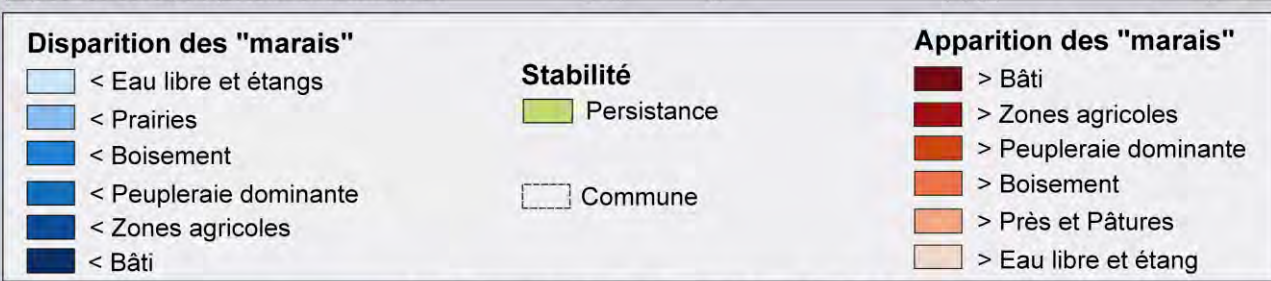 Disparition des "marais"
< Eau libre et étangs
< Prairies
< Boisement
< Peupleraie dominante
< Zones agricoles
< Bâti
Stabilité
Persistance
Commune
Apparition des "marais"
> Bâti
> Zones agricoles
> Peupleraie dominante
> Boisement
> Près et Pâtures
> Eau libre et étang